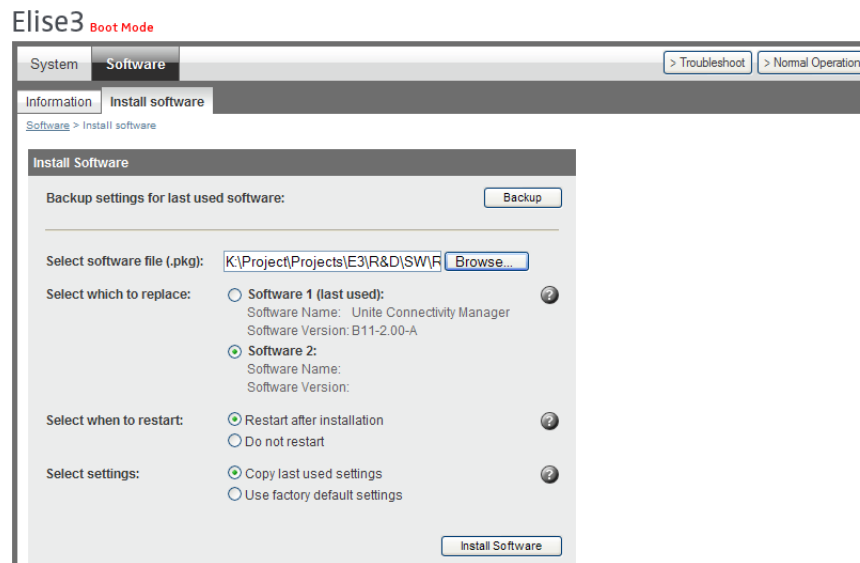 Elise3 Boot Mode
System Software > Troubleshoot > Normal Operation
Information Install software
Software > Install software
Install Software
Backup settings for last used software: Backup
Select software file (.pkg): K:\Project\Projects\E3\R&D\SW\R Browse...
Select which to replace: Software 1 (last used): ?
Software Name: Unite Connectivity Manager
Software Version: B11-2.00-A
Software 2:
Software Name:
Software Version:
Select when to restart: Restart after installation ?
Do not restart
Select settings: Copy last used settings ?
Use factory default settings
Install Software